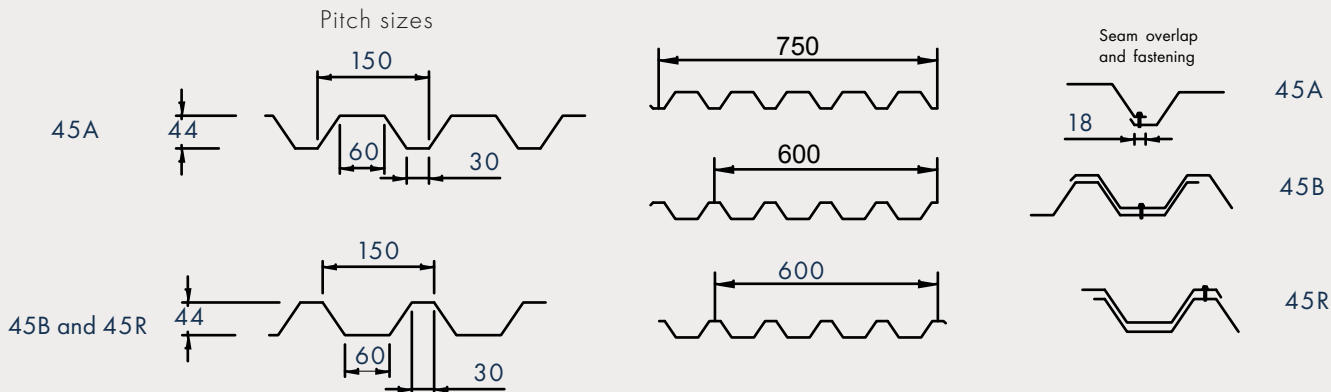 Pitch sizes
150
45A
44
60
30
750
Seam overlap
and fastening
45A
18
600
45B
150
45B and 45R
44
60
30
600
45R